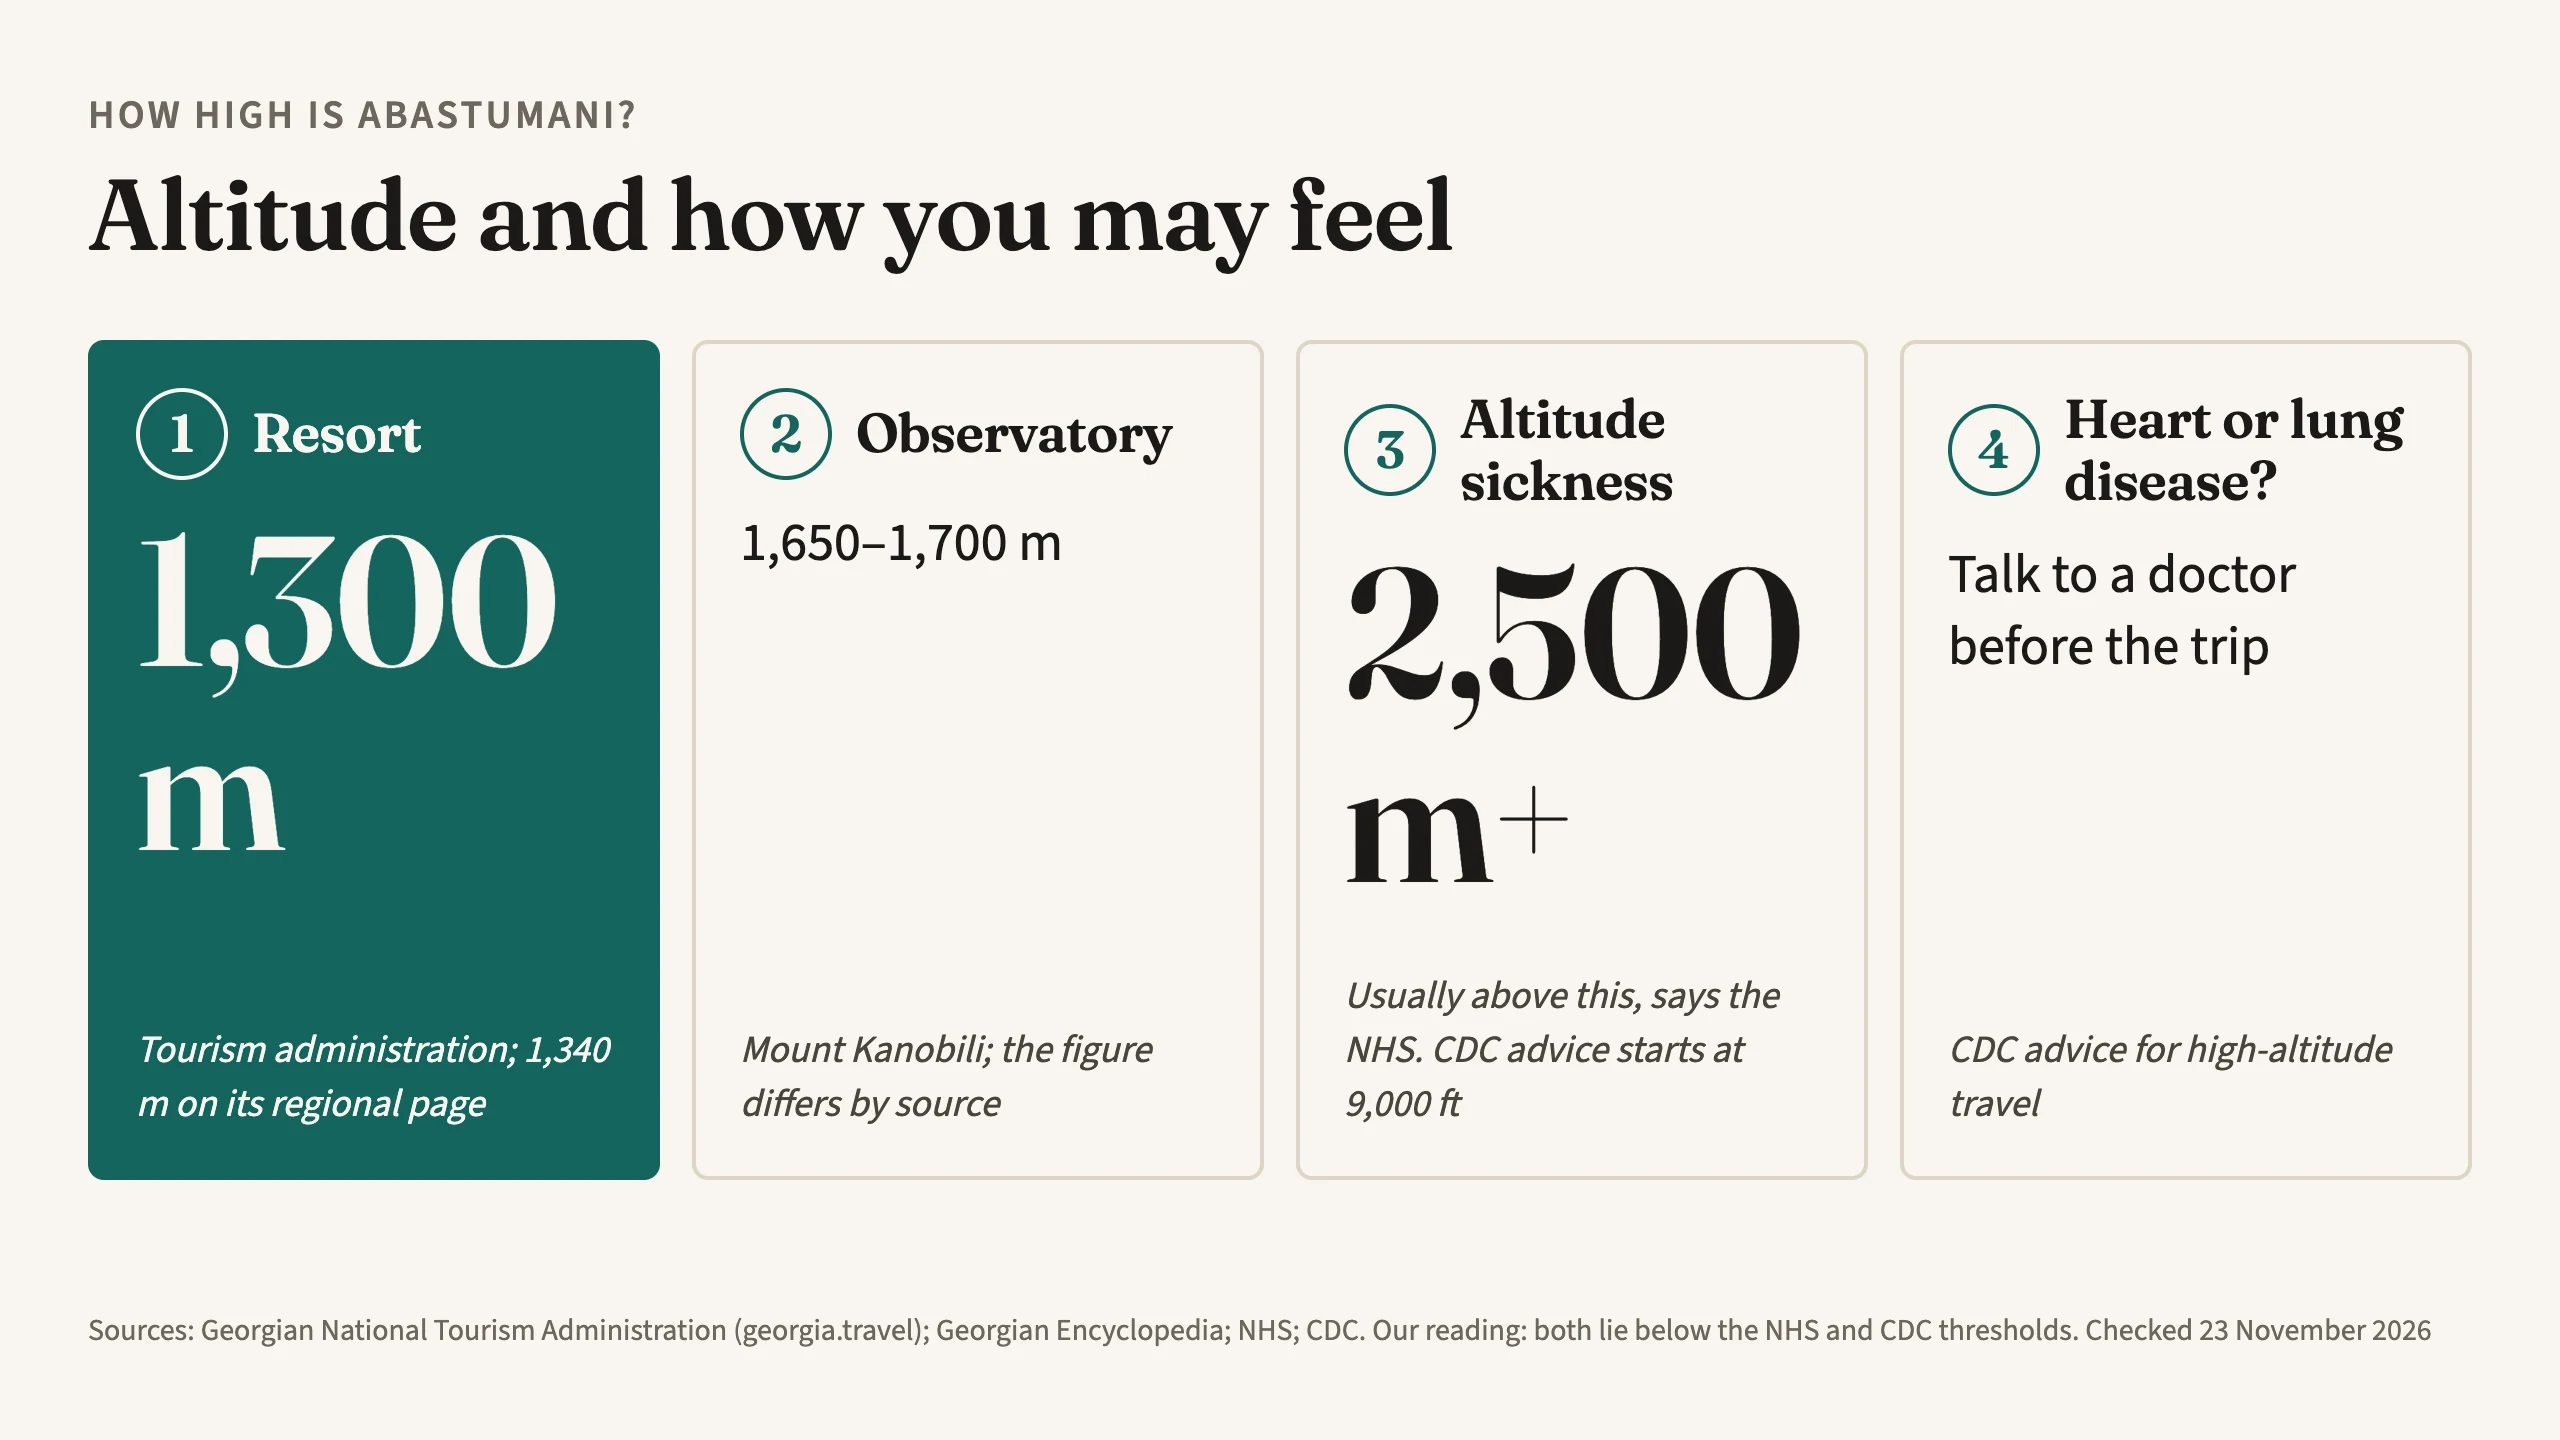 HOW HIGH IS ABASTUMANI?
Altitude and how you may feel
1 Resort
1,300
m
Tourism administration; 1,340
m on its regional page
2 Observatory
1,650–1,700 m
Mount Kanobili; the figure
differs by source
3 Altitude
sickness
2,500
m+
Usually above this, says the
NHS. CDC advice starts at
9,000 ft
4 Heart or lung
disease?
Talk to a doctor
before the trip
CDC advice for high-altitude
travel
Sources: Georgian National Tourism Administration (georgia.travel); Georgian Encyclopedia; NHS; CDC. Our reading: both lie below the NHS and CDC thresholds. Checked 23 November 2026